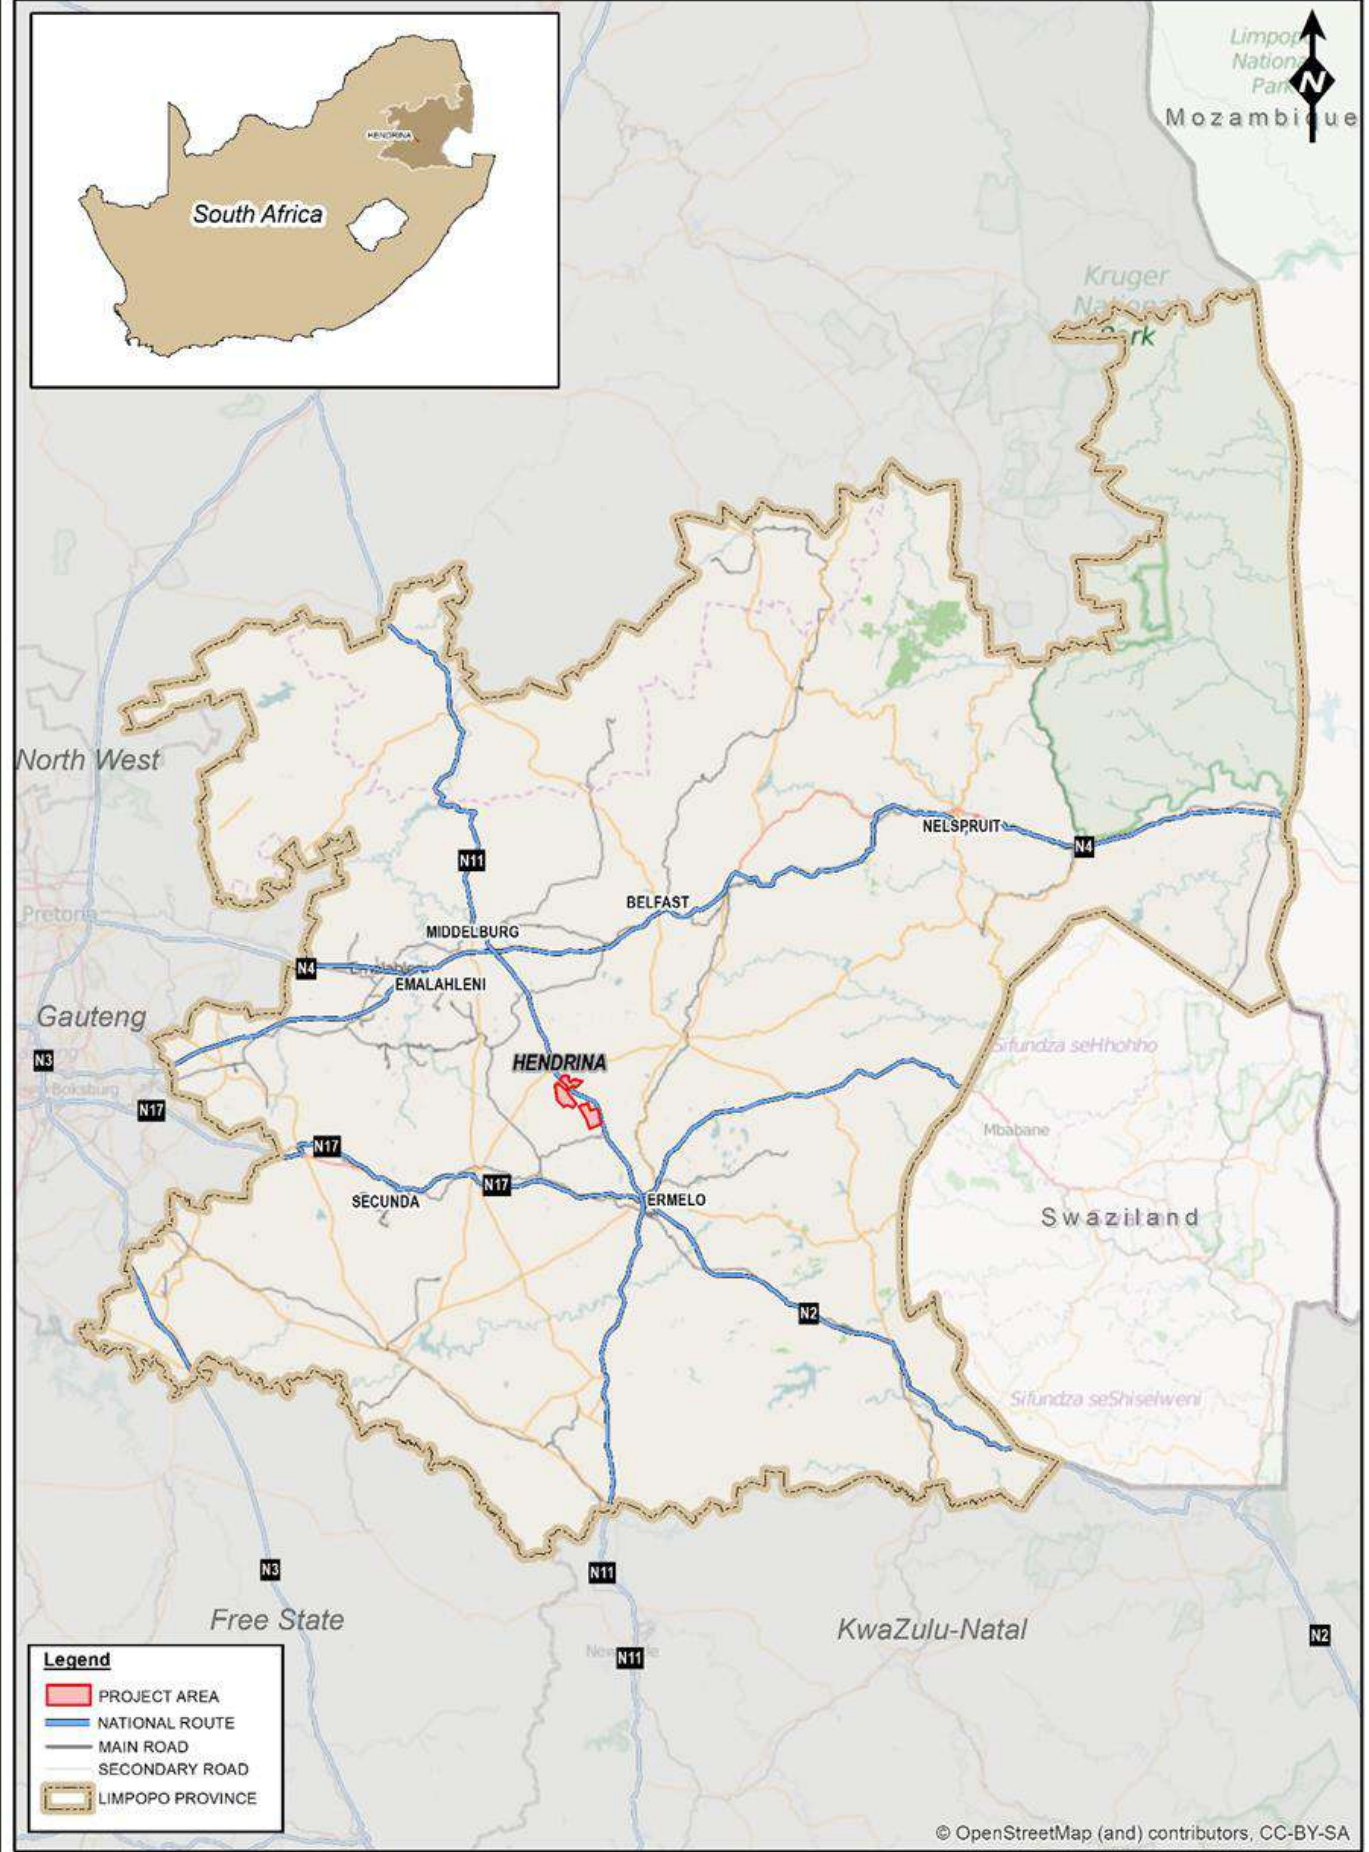 HENDRINA
South Africa
Limpopo
National
Park
N
Mozambique
Kruger
National
Park
North West
N11
NELSPRUIT
N4
BELFAST
Pretoria
MIDDELBURG
N4
EMALAHLENI
Gauteng
Sifundza seHhohho
N3
HENDRINA
Boksburg
N17
Mbabane
N17
N17
SECUNDA
ERMELO
Swaziland
N2
Sifundza seShiselweni
N3
N11
Free State
KwaZulu-Natal
N2
N11
Legend
PROJECT AREA
NATIONAL ROUTE
MAIN ROAD
SECONDARY ROAD
LIMPOPO PROVINCE
© OpenStreetMap (and) contributors, CC-BY-SA